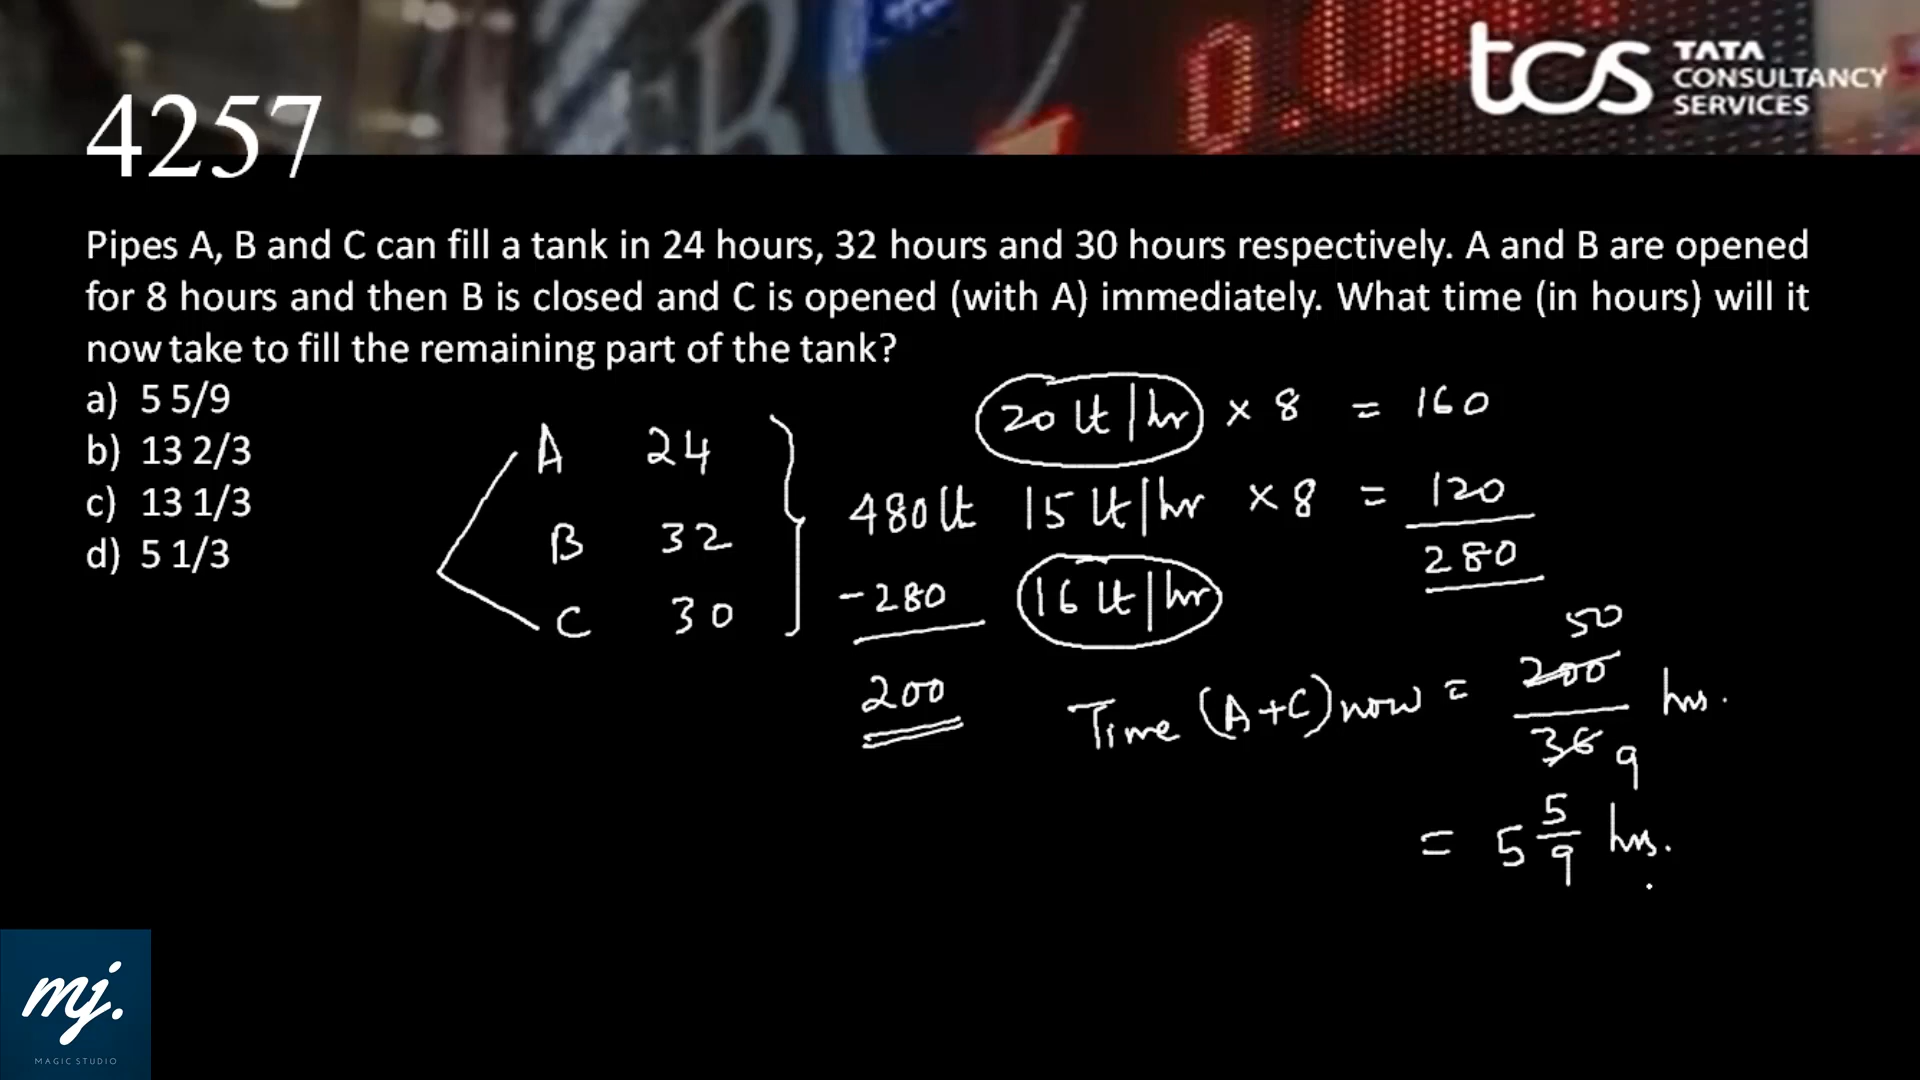 tcs TATA
CONSULTANCY
SERVICES
4257
Pipes A, B and C can fill a tank in 24 hours, 32 hours and 30 hours respectively. A and B are opened
for 8 hours and then B is closed and C is opened (with A) immediately. What time (in hours) will it
now take to fill the remaining part of the tank?
a) 5 5/9
b) 13 2/3
c) 13 1/3
d) 5 1/3
A 24
B 32
C 30
20 lt/hr × 8 = 160
480 lt 15 lt/hr × 8 = 120
280
-280 16 lt/hr
200
50
Time (A+C) now = 200/36 hrs.
9
= 5 5/9 hrs.
mj.
MAGIC STUDIO